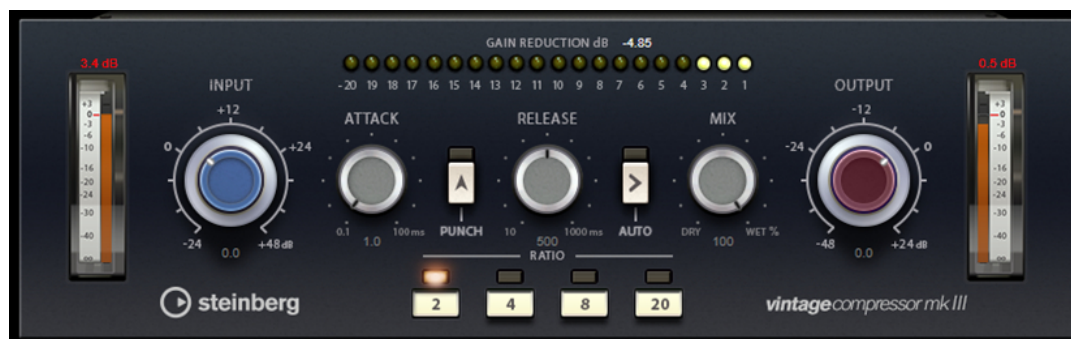 GAIN REDUCTION dB -4.85
3.4 dB
0.5 dB
-20 19 18 17 16 15 14 13 12 11 10 9 8 7 6 5 4 3 2 1
INPUT
OUTPUT
+12
-12
ATTACK
RELEASE
MIX
0
+24
-24
0
+3
0
-3
-6
-10
-16
-20
-24
-30
-40
+3
0
-3
-6
-10
-16
-20
-24
-30
-40
0.1
100 ms
1.0
PUNCH
10
1000 ms
500
AUTO
DRY
WET %
100
-24
+48 dB
0.0
-48
+24 dB
0.0
RATIO
2
4
8
20
steinberg
vintage compressor mk III